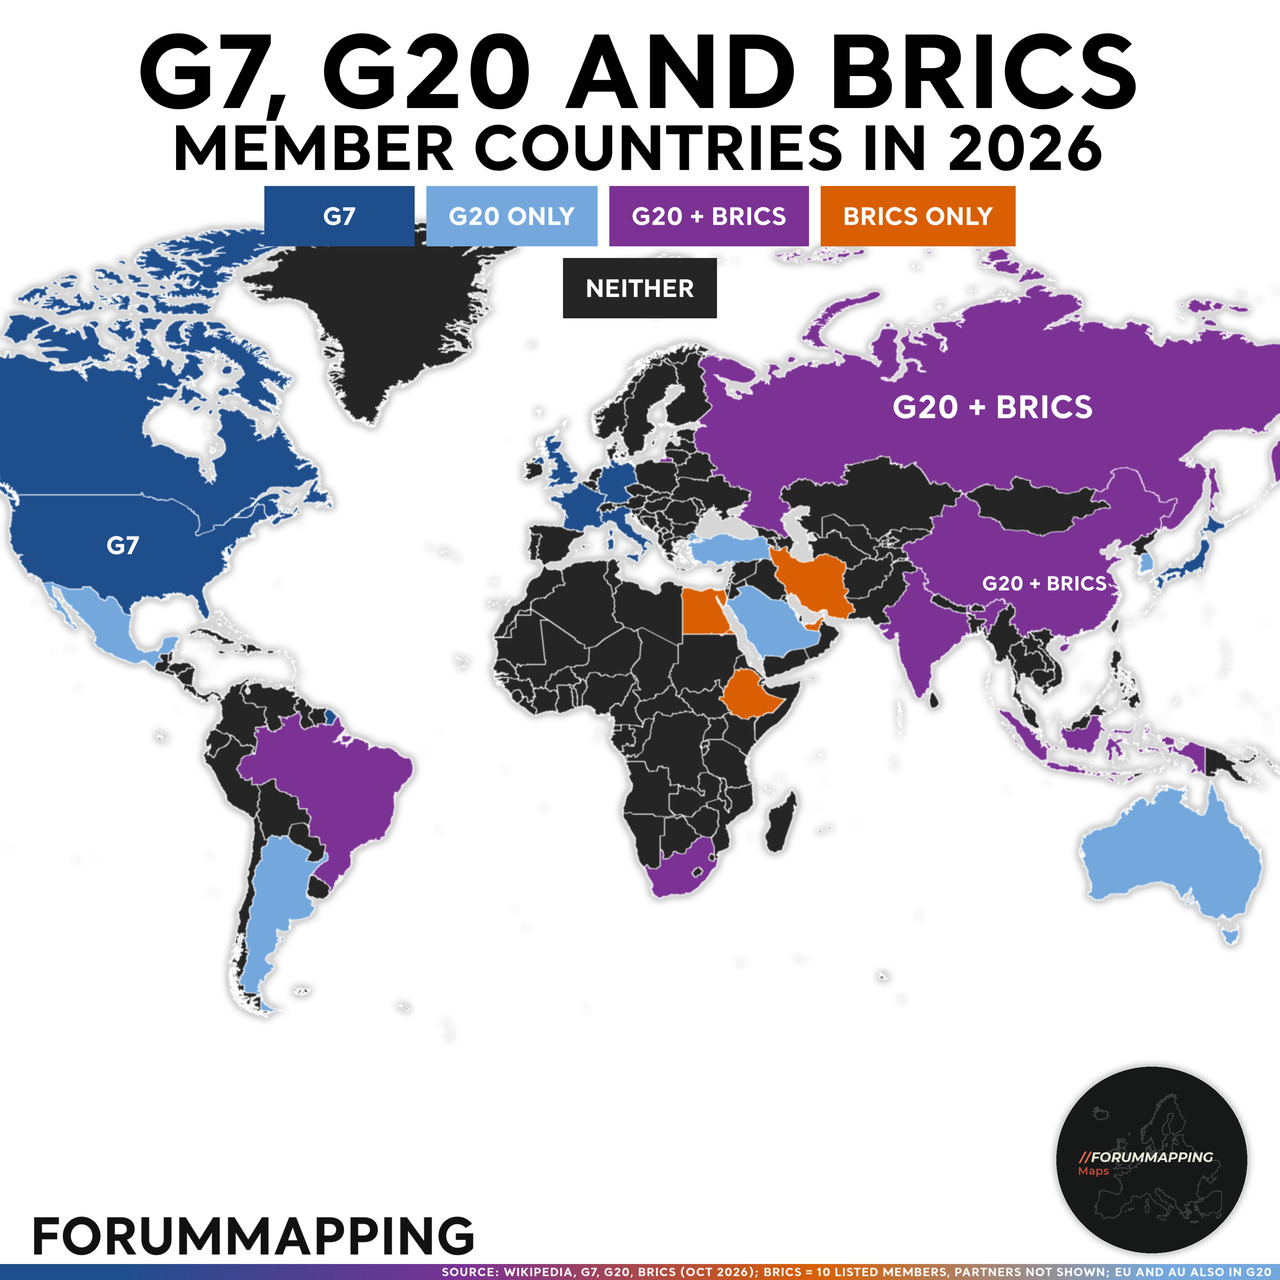 G7, G20 AND BRICS
MEMBER COUNTRIES IN 2026
G7
G20 ONLY
G20 + BRICS
BRICS ONLY
NEITHER
G20 + BRICS
G7
G20 + BRICS
//FORUMMAPPING
Maps
FORUMMAPPING
SOURCE: WIKIPEDIA, G7, G20, BRICS (OCT 2026); BRICS = 10 LISTED MEMBERS, PARTNERS NOT SHOWN; EU AND AU ALSO IN G20